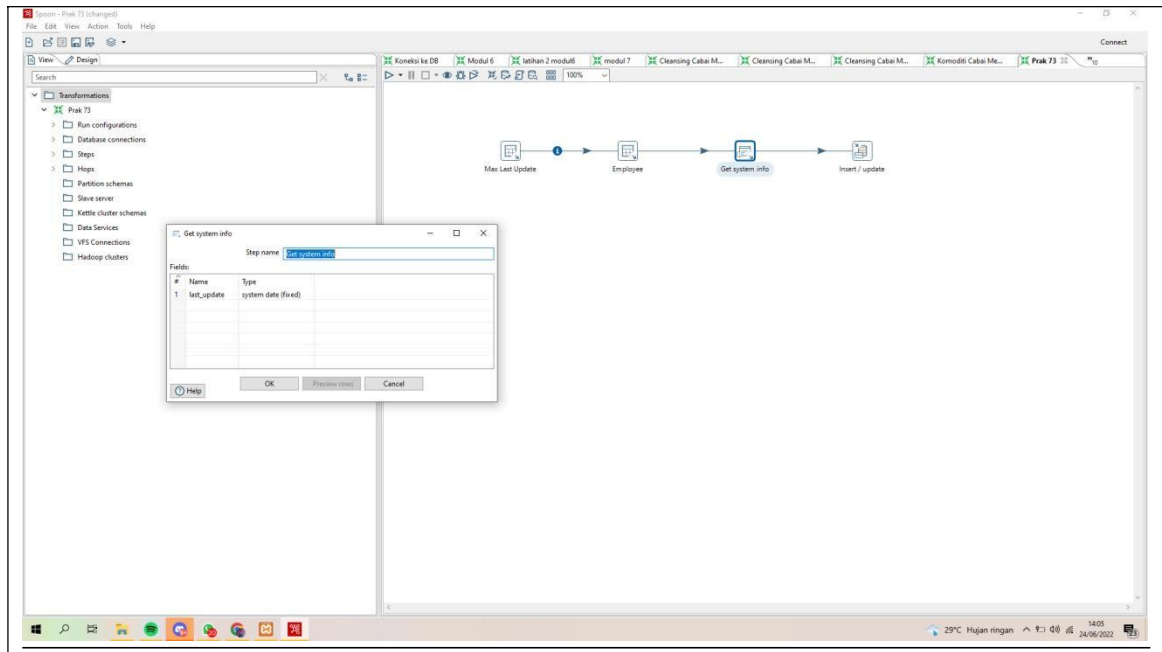 Spoon - Prak 73 (changed)
File Edit View Action Tools Help
Connect
View Design
Search
Transformations
Prak 73
Run configurations
Database connections
Steps
Hops
Partition schemas
Slave server
Kettle cluster schemas
Data Services
VFS Connections
Hadoop clusters
Koneksi ke DB Modul 6 latihan 2 modul6 modul 7 Cleansing Cabai M... Cleansing Cabai M... Cleansing Cabai M... Komoditi Cabai Me... Prak 73
100%
Max Last Update Employee Get system info Insert / update
Get system info
Step name Get system info
Fields:
# Name Type
1 last_update system date (fixed)
OK Preview rows Cancel
Help
29°C Hujan ringan
14:05
24/06/2022